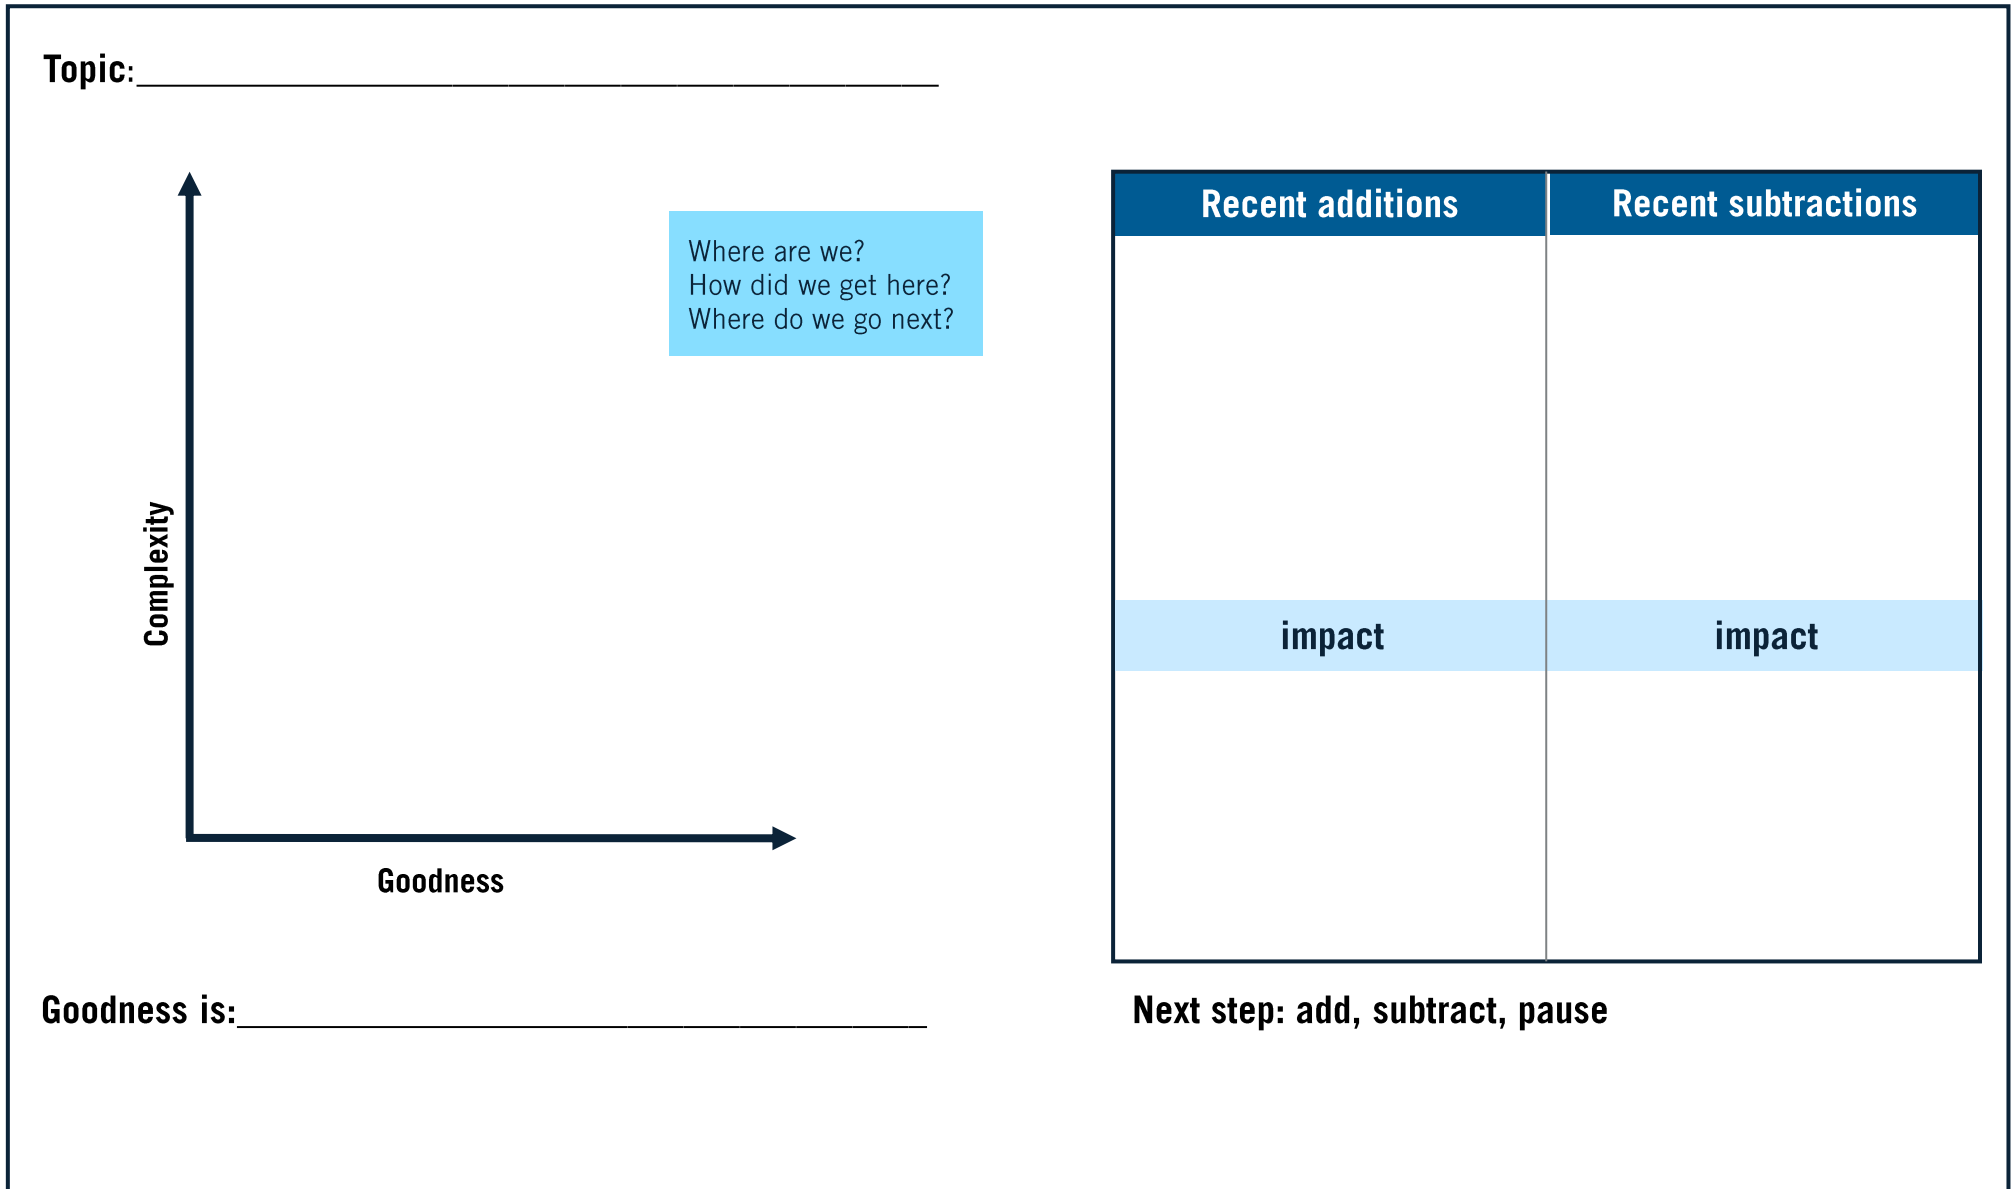 Topic:
Where are we?
How did we get here?
Where do we go next?
Complexity
Goodness
Goodness is:
Recent additions
Recent subtractions
impact
impact
Next step: add, subtract, pause